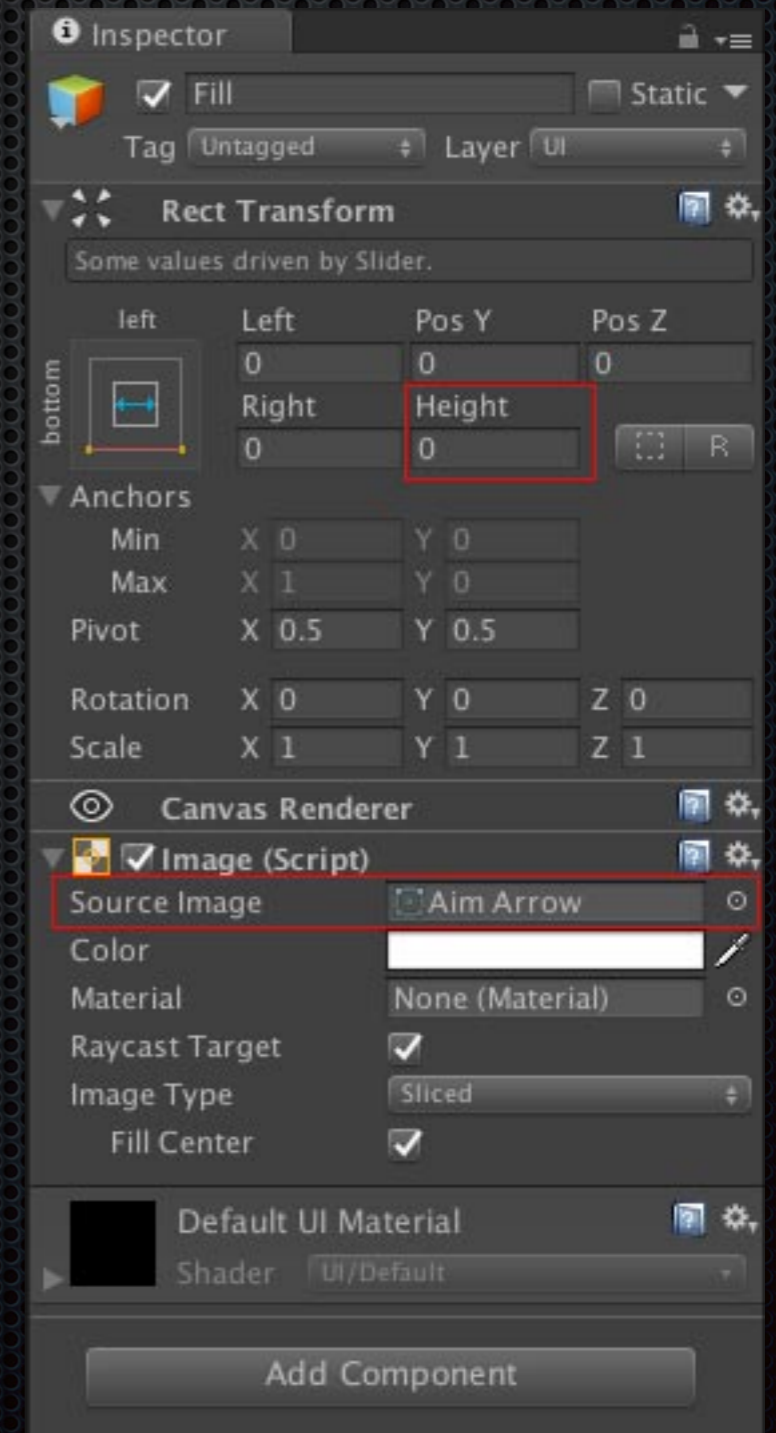 Inspector
Fill Static
Tag Untagged Layer UI
Rect Transform
Some values driven by Slider.
left Left Pos Y Pos Z
0 0 0
bottom
Right Height
0 0 R
Anchors
Min X 0 Y 0
Max X 1 Y 0
Pivot X 0.5 Y 0.5
Rotation X 0 Y 0 Z 0
Scale X 1 Y 1 Z 1
Canvas Renderer
Image (Script)
Source Image Aim Arrow
Color
Material None (Material)
Raycast Target
Image Type Sliced
Fill Center
Default UI Material
Shader UI/Default
Add Component